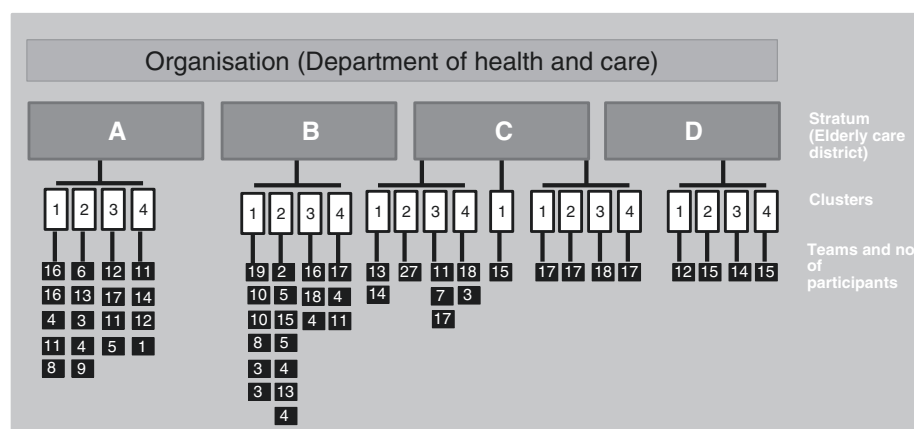 Organisation (Department of health and care)
A B C D
Stratum
(Elderly care
district)
1 2 3 4 1 2 3 4 1 2 3 4 1 1 2 3 4 1 2 3 4
Clusters
Teams and no
of
participants
16 6 12 11 19 2 16 17 13 27 11 18 15 17 17 18 17 12 15 14 15
16 13 17 14 10 5 18 4 14 7 3
4 3 11 12 10 15 4 11 17
11 4 5 1 8 5
8 9 3 4
3 13
4